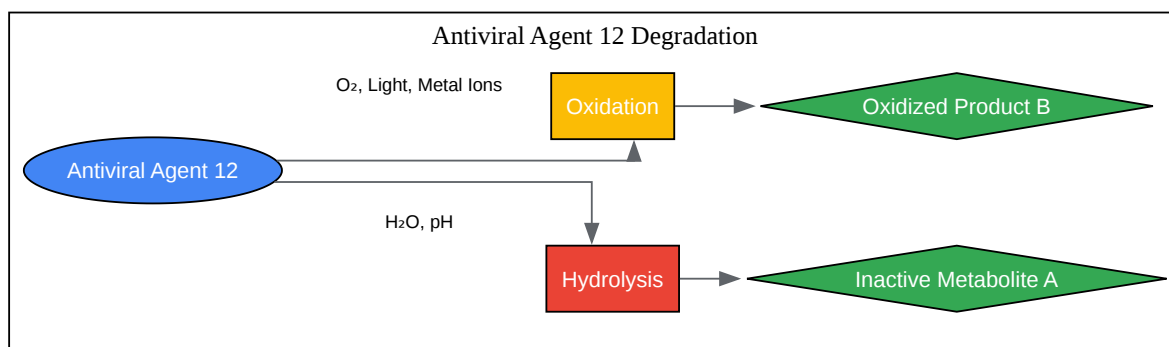 Antiviral Agent 12 Degradation
O₂, Light, Metal Ions
Oxidation
Oxidized Product B
Antiviral Agent 12
H₂O, pH
Hydrolysis
Inactive Metabolite A